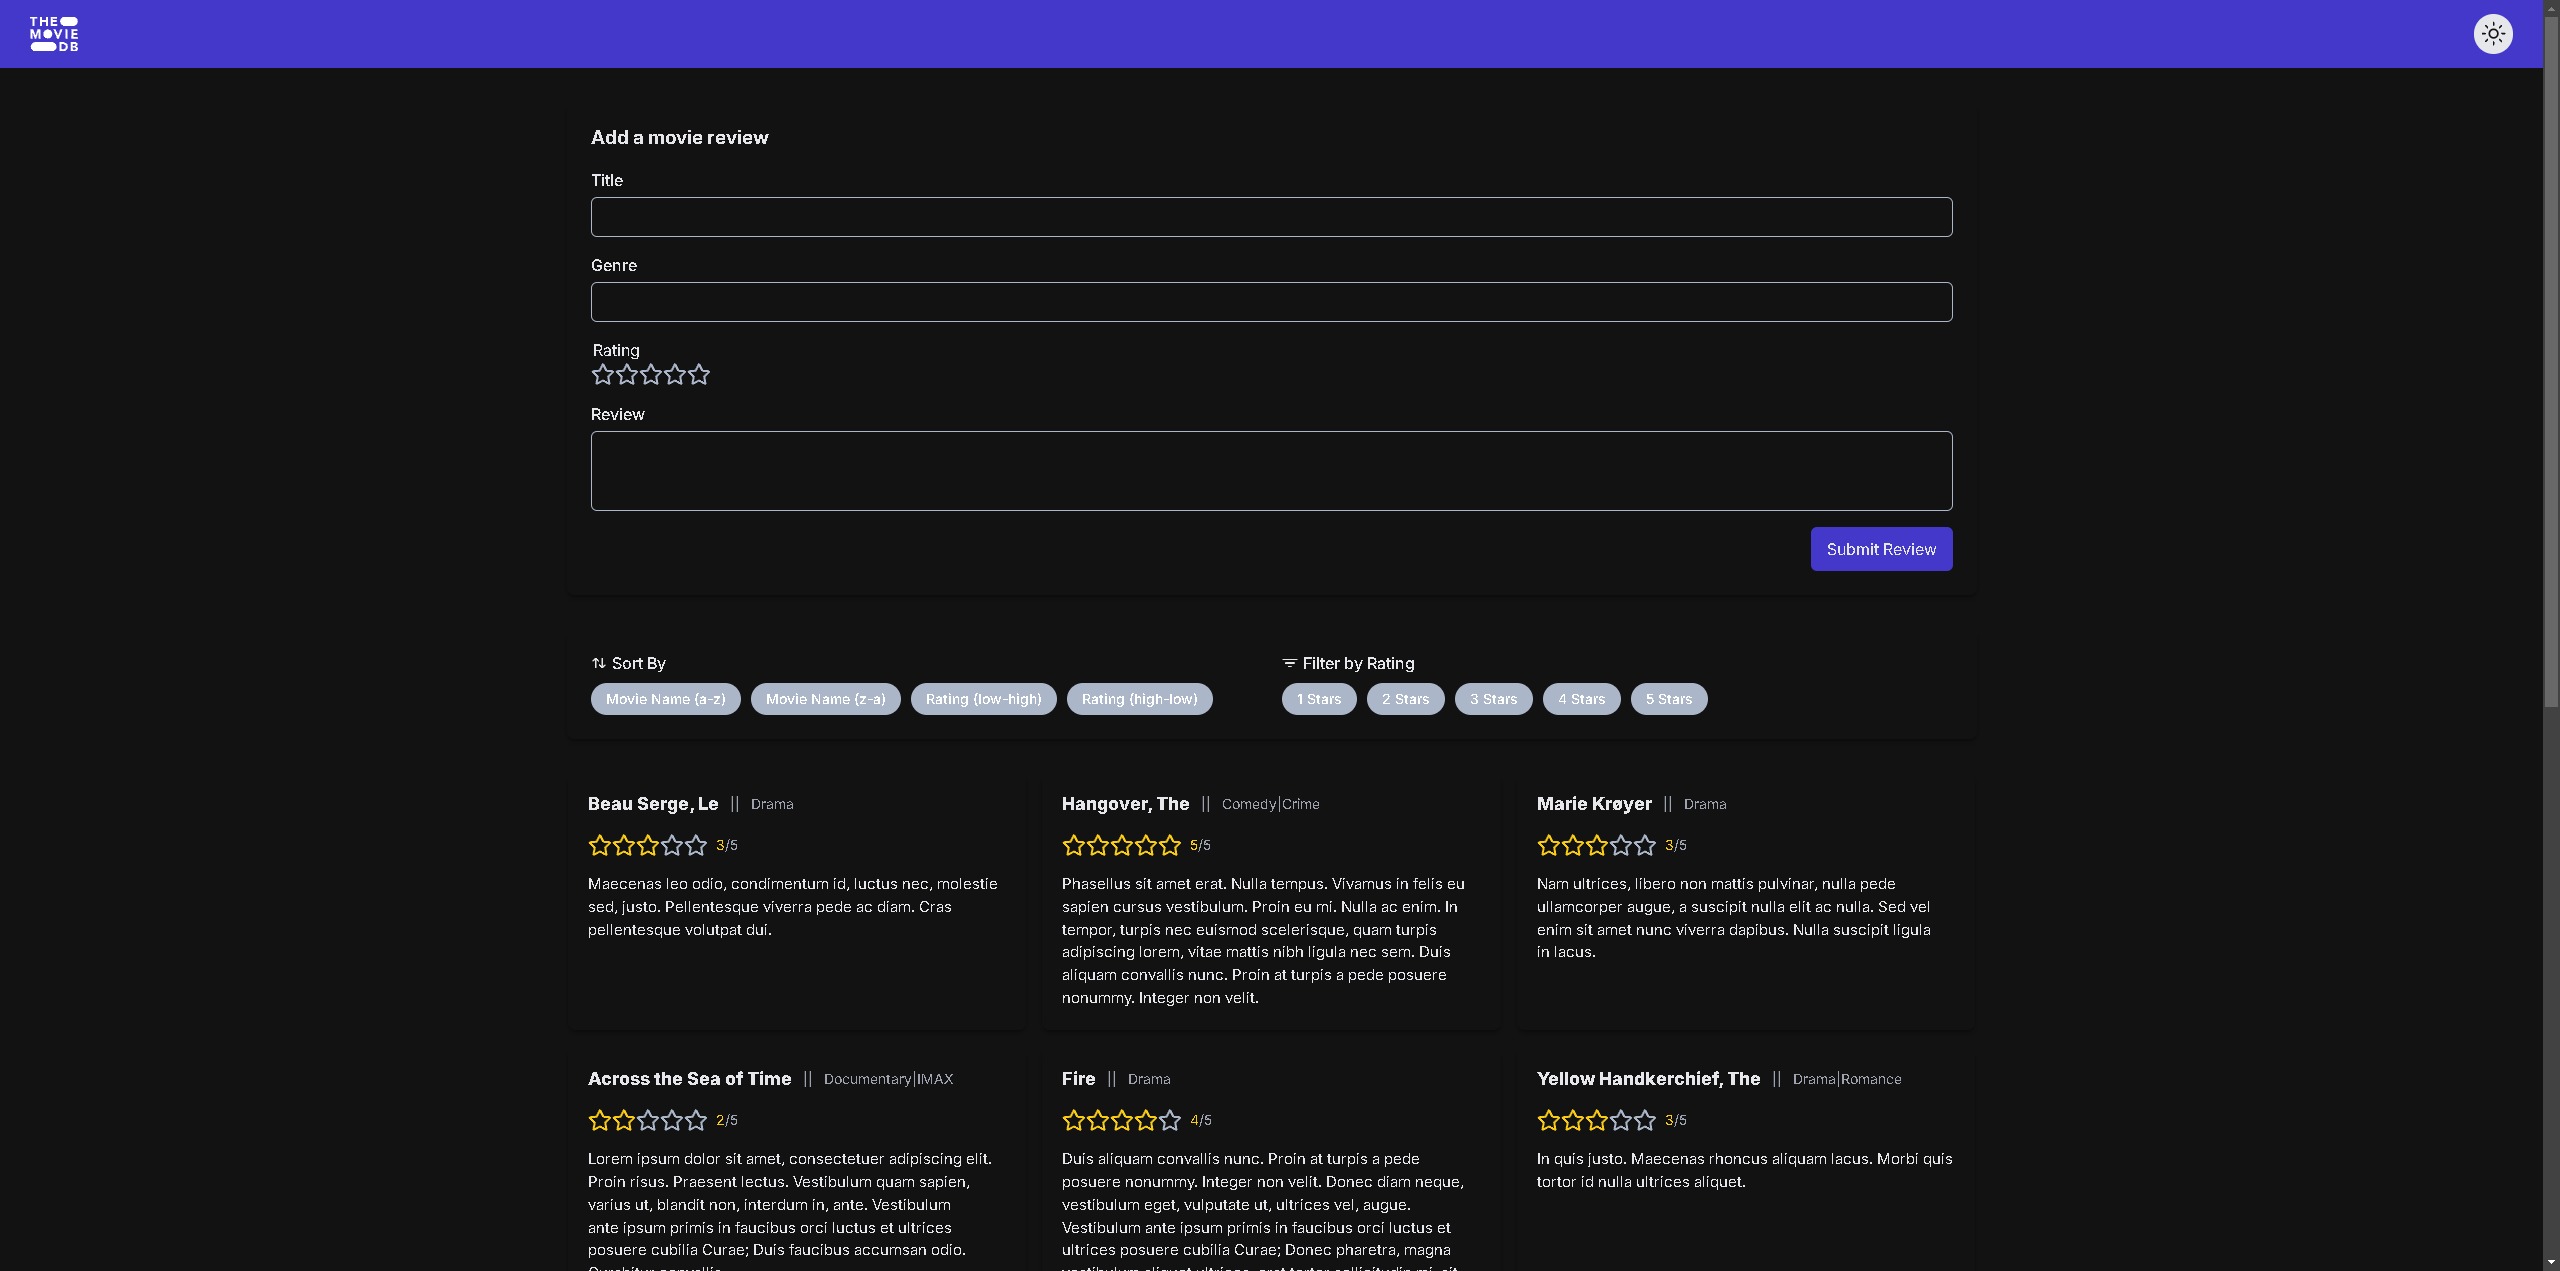 THE
MOVIE
DB
Add a movie review
Title
Genre
Rating
Review
Submit Review
Sort By
Movie Name (a-z) Movie Name (z-a) Rating (low-high) Rating (high-low)
Filter by Rating
1 Stars 2 Stars 3 Stars 4 Stars 5 Stars
Beau Serge, Le || Drama
3/5
Maecenas leo odio, condimentum id, luctus nec, molestie
sed, justo. Pellentesque viverra pede ac diam. Cras
pellentesque volutpat dui.
Hangover, The || Comedy|Crime
5/5
Phasellus sit amet erat. Nulla tempus. Vivamus in felis eu
sapien cursus vestibulum. Proin eu mi. Nulla ac enim. In
tempor, turpis nec euismod scelerisque, quam turpis
adipiscing lorem, vitae mattis nibh ligula nec sem. Duis
aliquam convallis nunc. Proin at turpis a pede posuere
nonummy. Integer non velit.
Marie Krøyer || Drama
3/5
Nam ultrices, libero non mattis pulvinar, nulla pede
ullamcorper augue, a suscipit nulla elit ac nulla. Sed vel
enim sit amet nunc viverra dapibus. Nulla suscipit ligula
in lacus.
Across the Sea of Time || Documentary|IMAX
2/5
Lorem ipsum dolor sit amet, consectetuer adipiscing elit.
Proin risus. Praesent lectus. Vestibulum quam sapien,
varius ut, blandit non, interdum in, ante. Vestibulum
ante ipsum primis in faucibus orci luctus et ultrices
posuere cubilia Curae; Duis faucibus accumsan odio.
Fire || Drama
4/5
Duis aliquam convallis nunc. Proin at turpis a pede
posuere nonummy. Integer non velit. Donec diam neque,
vestibulum eget, vulputate ut, ultrices vel, augue.
Vestibulum ante ipsum primis in faucibus orci luctus et
ultrices posuere cubilia Curae; Donec pharetra, magna
Yellow Handkerchief, The || Drama|Romance
3/5
In quis justo. Maecenas rhoncus aliquam lacus. Morbi quis
tortor id nulla ultrices aliquet.